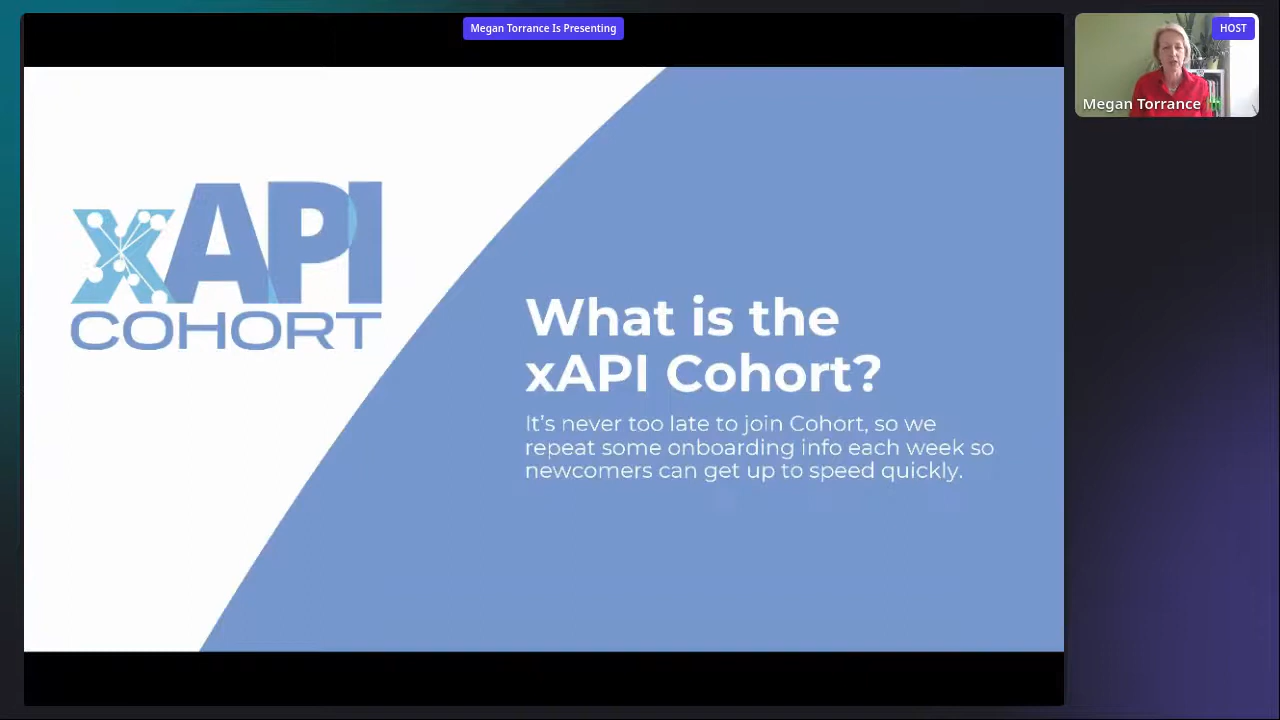 Megan Torrance Is Presenting
HOST
Megan Torrance
xAPI
COHORT
What is the
xAPI Cohort?
It's never too late to join Cohort, so we
repeat some onboarding info each week so
newcomers can get up to speed quickly.